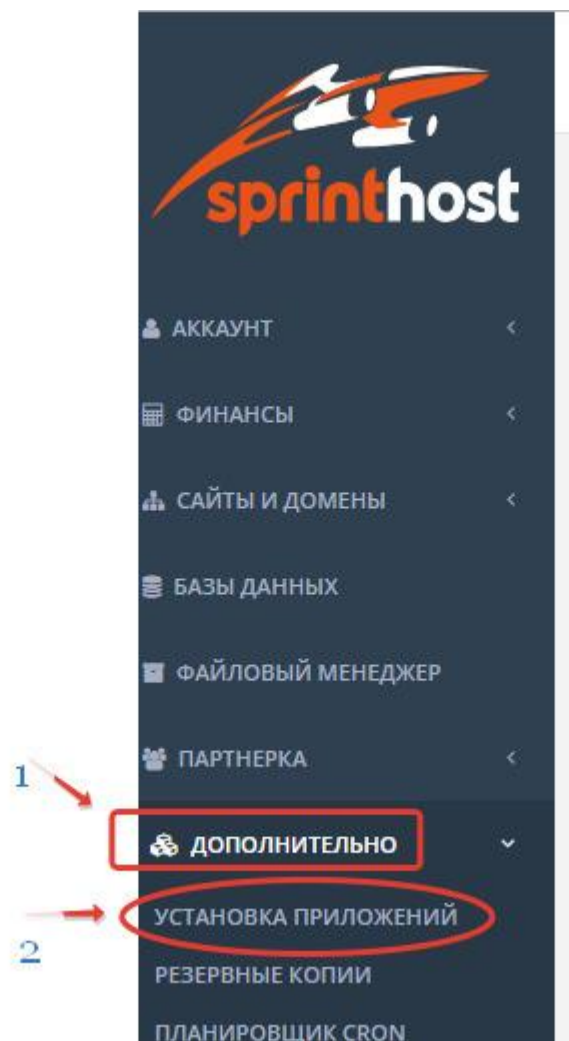 sprinthost
АККАУНТ
ФИНАНСЫ
САЙТЫ И ДОМЕНЫ
БАЗЫ ДАННЫХ
ФАЙЛОВЫЙ МЕНЕДЖЕР
ПАРТНЕРКА
1
ДОПОЛНИТЕЛЬНО
УСТАНОВКА ПРИЛОЖЕНИЙ
2
РЕЗЕРВНЫЕ КОПИИ
ПЛАНИРОВЩИК CRON